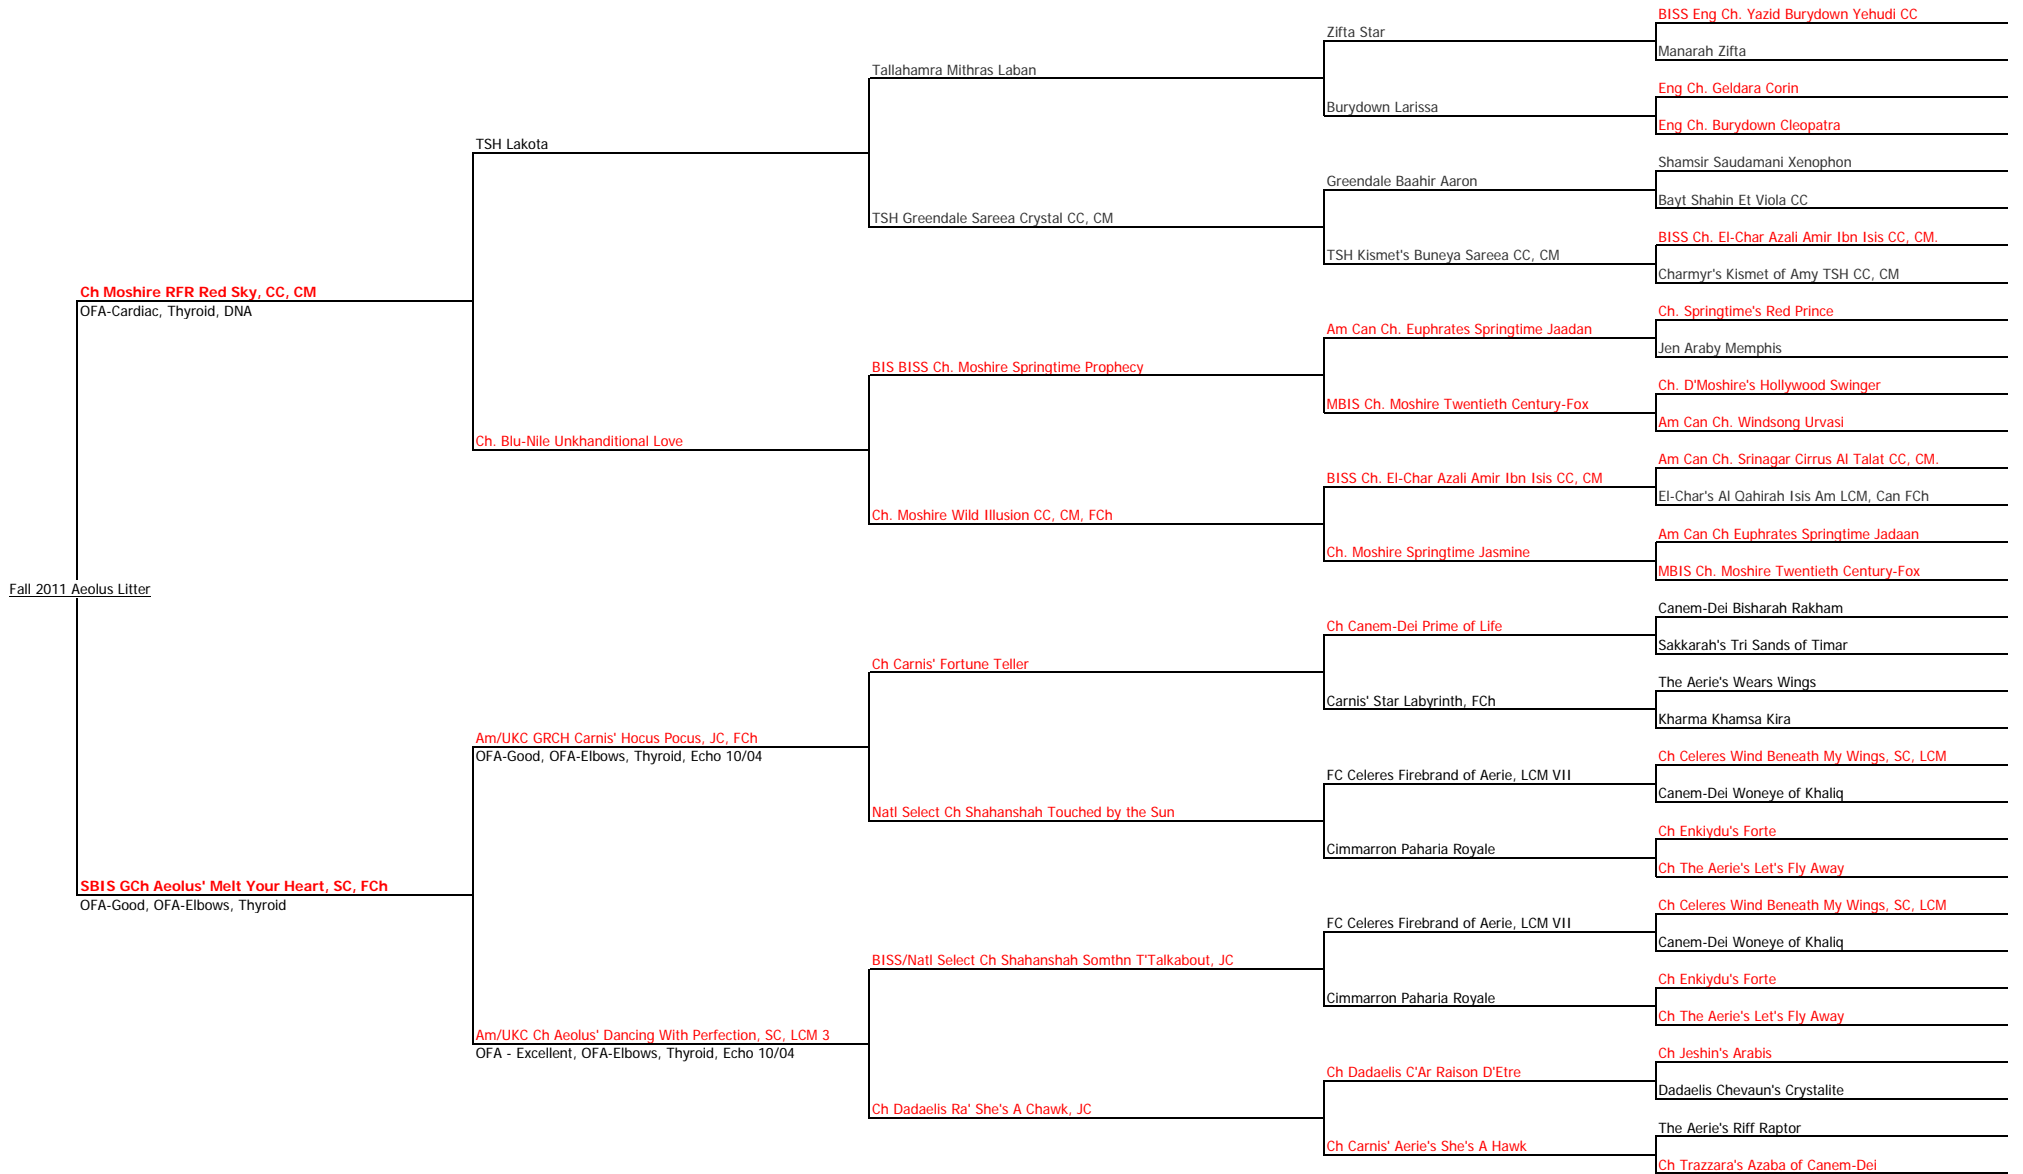 BISS Eng Ch. Yazid Burydown Yehudi CC
Zifta Star
Manarah Zifta
Tallahamra Mithras Laban
Eng Ch. Geldara Corin
Burydown Larissa
Eng Ch. Burydown Cleopatra
TSH Lakota
Shamsir Saudamani Xenophon
Greendale Baahir Aaron
Bayt Shahin Et Viola CC
TSH Greendale Sareea Crystal CC, CM
BISS Ch. El-Char Azali Amir Ibn Isis CC, CM.
TSH Kismet's Buneya Sareea CC, CM
Charmyr's Kismet of Amy TSH CC, CM
Ch Moshire RFR Red Sky, CC, CM
OFA-Cardiac, Thyroid, DNA
Ch. Springtime's Red Prince
Am Can Ch. Euphrates Springtime Jaadan
Jen Araby Memphis
BIS BISS Ch. Moshire Springtime Prophecy
Ch. D'Moshire's Hollywood Swinger
MBIS Ch. Moshire Twentieth Century-Fox
Am Can Ch. Windsong Urvasi
Ch. Blu-Nile Unkhanditional Love
Am Can Ch. Srinagar Cirrus Al Talat CC, CM.
BISS Ch. El-Char Azali Amir Ibn Isis CC, CM
El-Char's Al Qahirah Isis Am LCM, Can FCh
Ch. Moshire Wild Illusion CC, CM, FCh
Am Can Ch Euphrates Springtime Jadaan
Ch. Moshire Springtime Jasmine
MBIS Ch. Moshire Twentieth Century-Fox
Fall 2011 Aeolus Litter
Canem-Dei Bisharah Rakham
Ch Canem-Dei Prime of Life
Sakkarah's Tri Sands of Timar
Ch Carnis' Fortune Teller
The Aerie's Wears Wings
Carnis' Star Labyrinth, FCh
Kharma Khamsa Kira
Am/UKC GRCH Carnis' Hocus Pocus, JC, FCh
OFA-Good, OFA-Elbows, Thyroid, Echo 10/04
Ch Celeres Wind Beneath My Wings, SC, LCM
FC Celeres Firebrand of Aerie, LCM VII
Canem-Dei Woneye of Khaliq
Natl Select Ch Shahanshah Touched by the Sun
Ch Enkiydu's Forte
Cimmarron Paharia Royale
Ch The Aerie's Let's Fly Away
SBIS GCh Aeolus' Melt Your Heart, SC, FCh
OFA-Good, OFA-Elbows, Thyroid
Ch Celeres Wind Beneath My Wings, SC, LCM
FC Celeres Firebrand of Aerie, LCM VII
Canem-Dei Woneye of Khaliq
BISS/Natl Select Ch Shahanshah Somthn T'Talkabout, JC
Ch Enkiydu's Forte
Cimmarron Paharia Royale
Ch The Aerie's Let's Fly Away
Am/UKC Ch Aeolus' Dancing With Perfection, SC, LCM 3
OFA - Excellent, OFA-Elbows, Thyroid, Echo 10/04
Ch Jeshin's Arabis
Ch Dadaelis C'Ar Raison D'Etre
Dadaelis Chevaun's Crystalite
Ch Dadaelis Ra' She's A Chawk, JC
The Aerie's Riff Raptor
Ch Carnis' Aerie's She's A Hawk
Ch Trazzara's Azaba of Canem-Dei